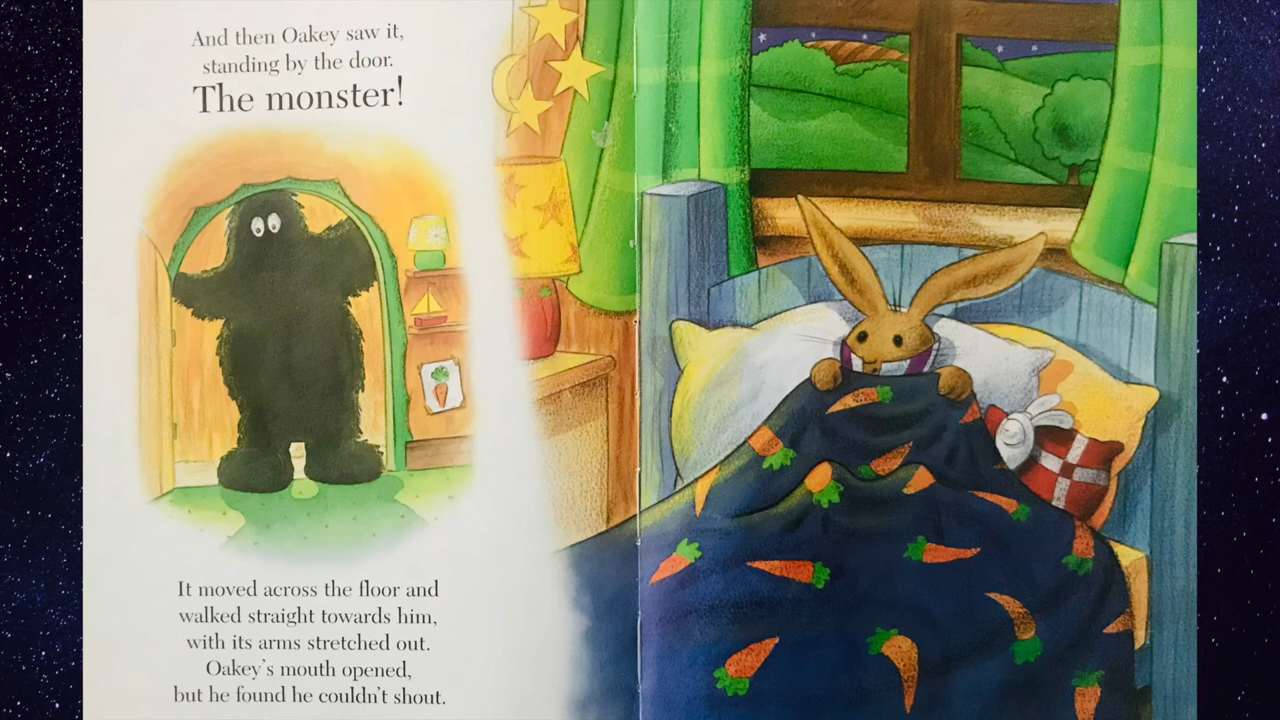 And then Oakey saw it,
standing by the door.
The monster!
It moved across the floor and
walked straight towards him,
with its arms stretched out.
Oakey's mouth opened,
but he found he couldn't shout.